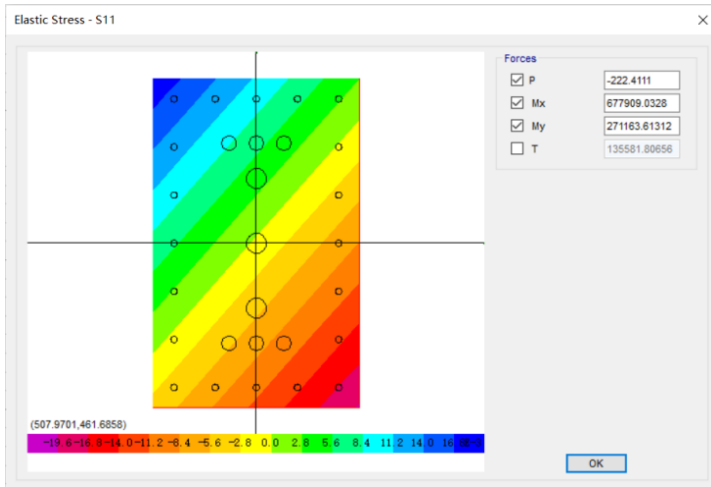 Elastic Stress - S11
Forces
P -222.4111
Mx 677909.0328
My 271163.61312
T 135581.80656
(507.9701,461.6858)
-19.6-16.8-14.0-11.2 -8.4 -5.6 -2.8 0.0 2.8 5.6 8.4 11.2 14.0 16.8
OK